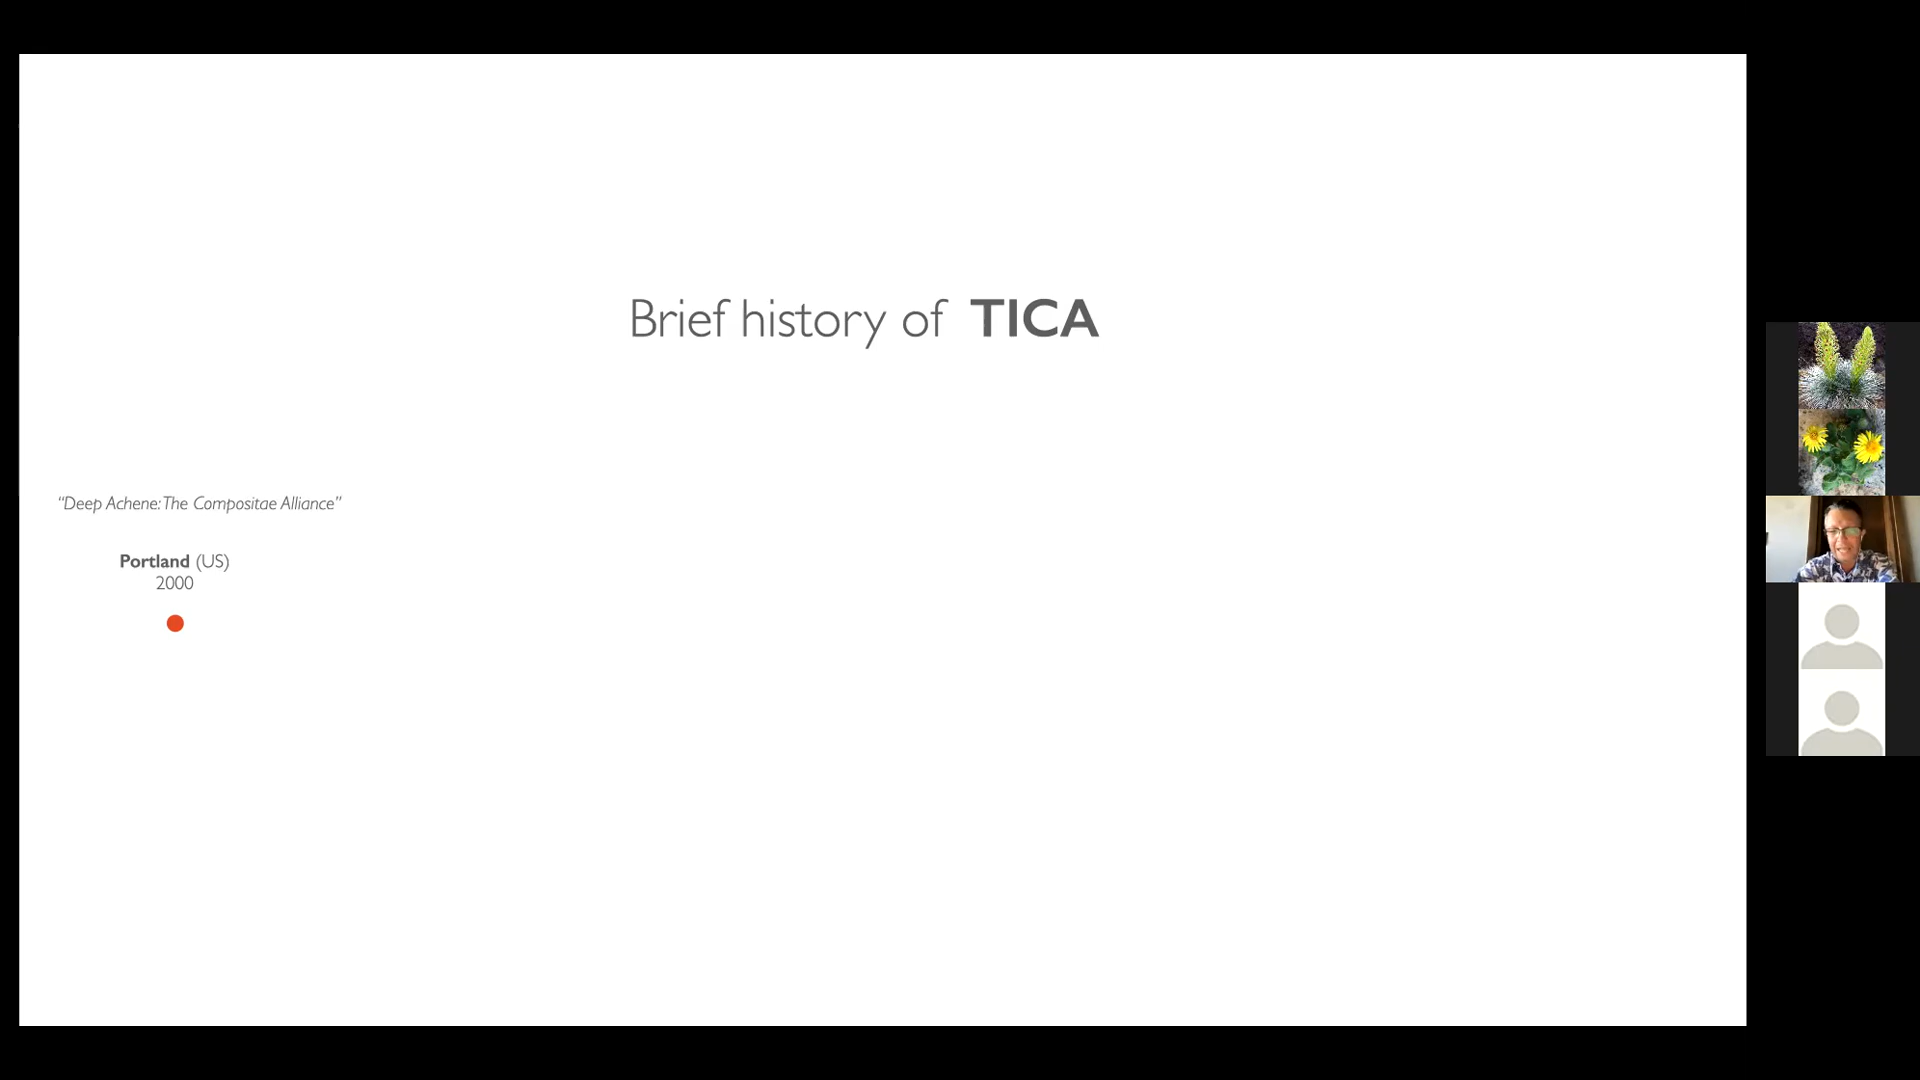 Brief history of TICA
“Deep Achene: The Compositae Alliance”
Portland (US)
2000